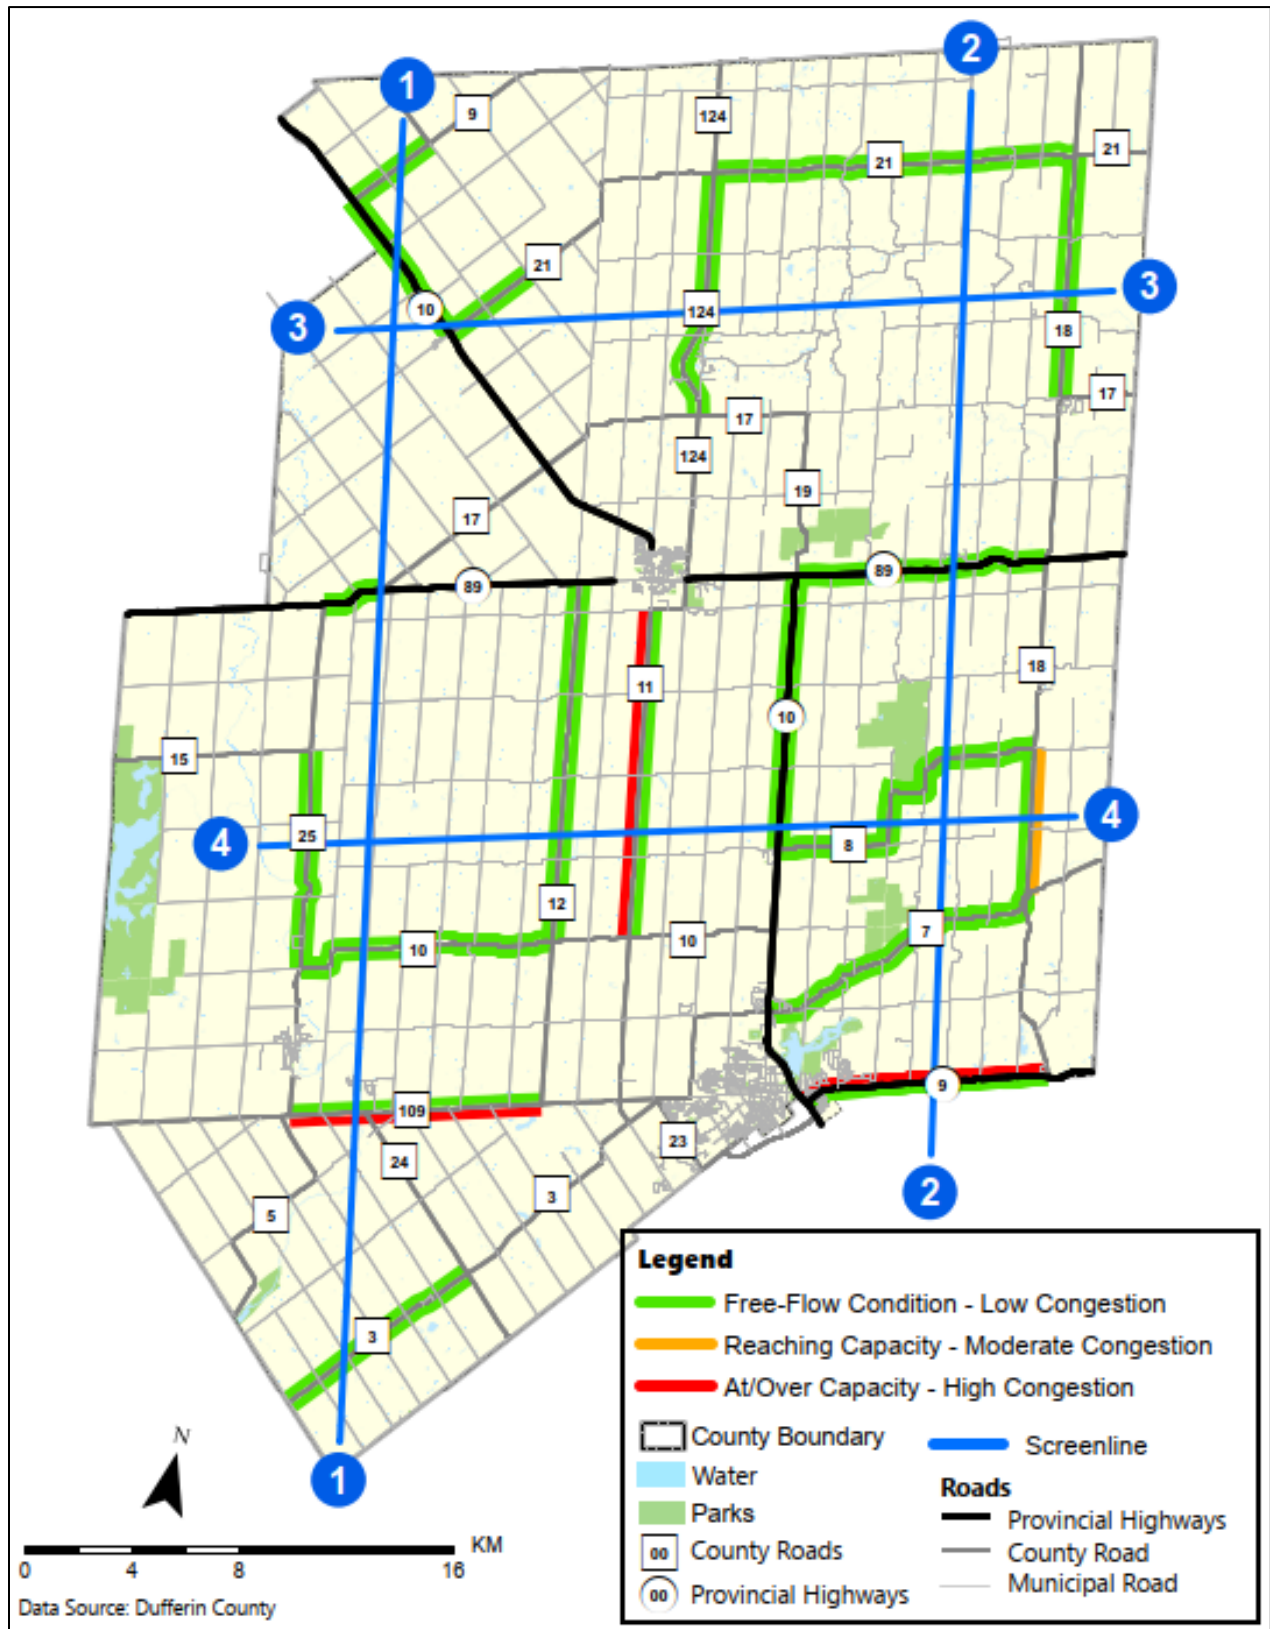 2
1
9
124
21
21
21
3
10
124
3
18
17
17
124
19
17
89
89
11
18
10
15
4
25
8
4
12
10
10
7
9
109
23
24
3
5
2
3
1
Legend
Free-Flow Condition - Low Congestion
Reaching Capacity - Moderate Congestion
At/Over Capacity - High Congestion
County Boundary
Water
Parks
00 County Roads
00 Provincial Highways
Screenline
Roads
Provincial Highways
County Road
Municipal Road
N
0 4 8 16 KM
Data Source: Dufferin County